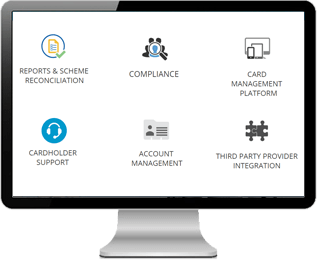 REPORTS & SCHEME
RECONCILIATION
COMPLIANCE
CARD
MANAGEMENT
PLATFORM
CARDHOLDER
SUPPORT
ACCOUNT
MANAGEMENT
THIRD PARTY PROVIDER
INTEGRATION